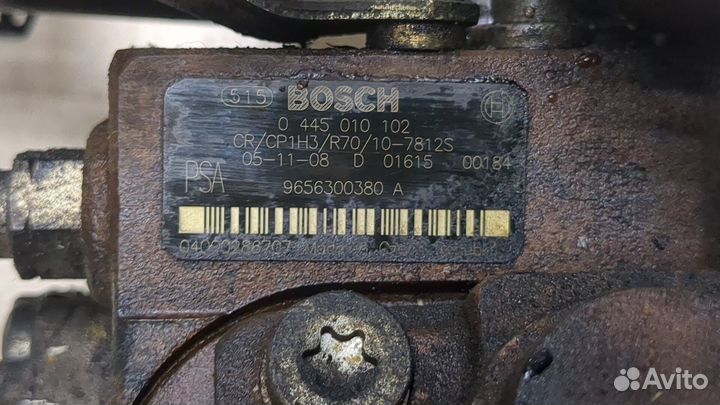 515 BOSCH H
0 445 010 102
CR/CP1H3/R70/10-7812S
05-11-08 D 01615 00184
PSA 9656300380 A
Avito